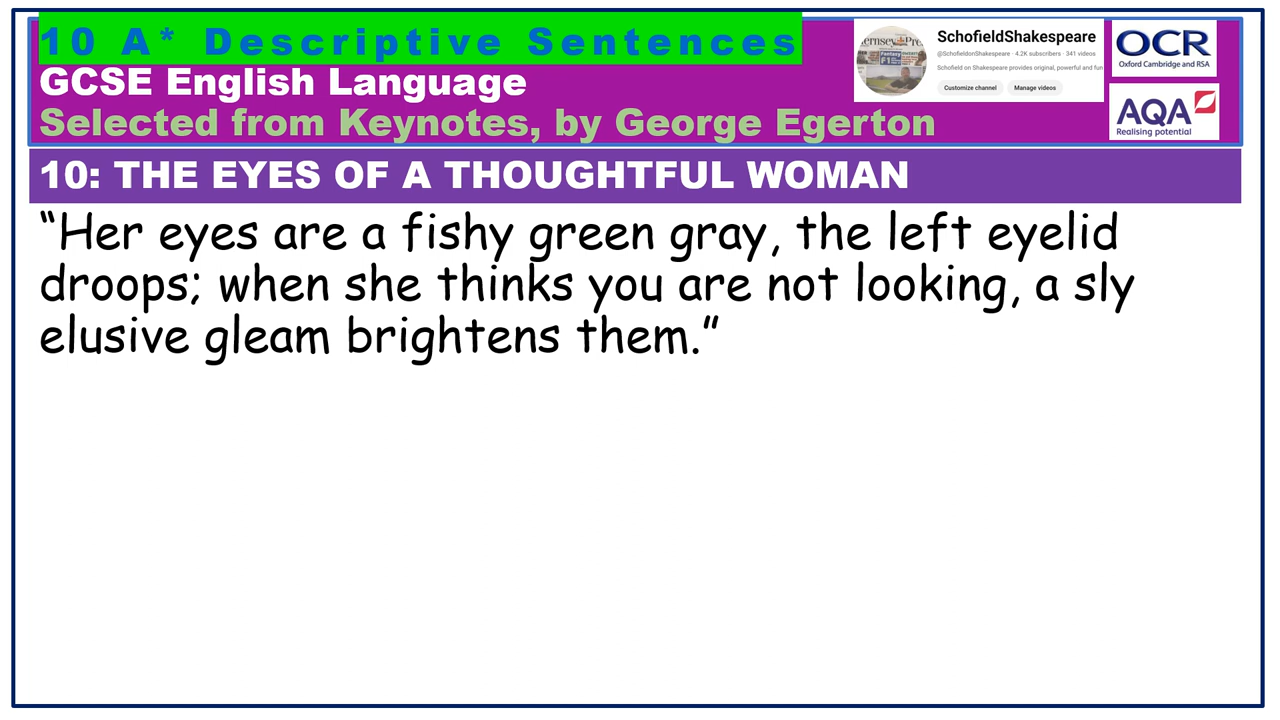 10 A* Descriptive Sentences
GCSE English Language
Selected from Keynotes, by George Egerton
SchofieldShakespeare
@SchofieldonShakespeare · 4.2K subscribers · 341 videos
Schofield on Shakespeare provides original, powerful and fun
Customize channel
Manage videos
Fantasy
F1
OCR
Oxford Cambridge and RSA
AQA
Realising potential
10: THE EYES OF A THOUGHTFUL WOMAN
“Her eyes are a fishy green gray, the left eyelid
droops; when she thinks you are not looking, a sly
elusive gleam brightens them.”